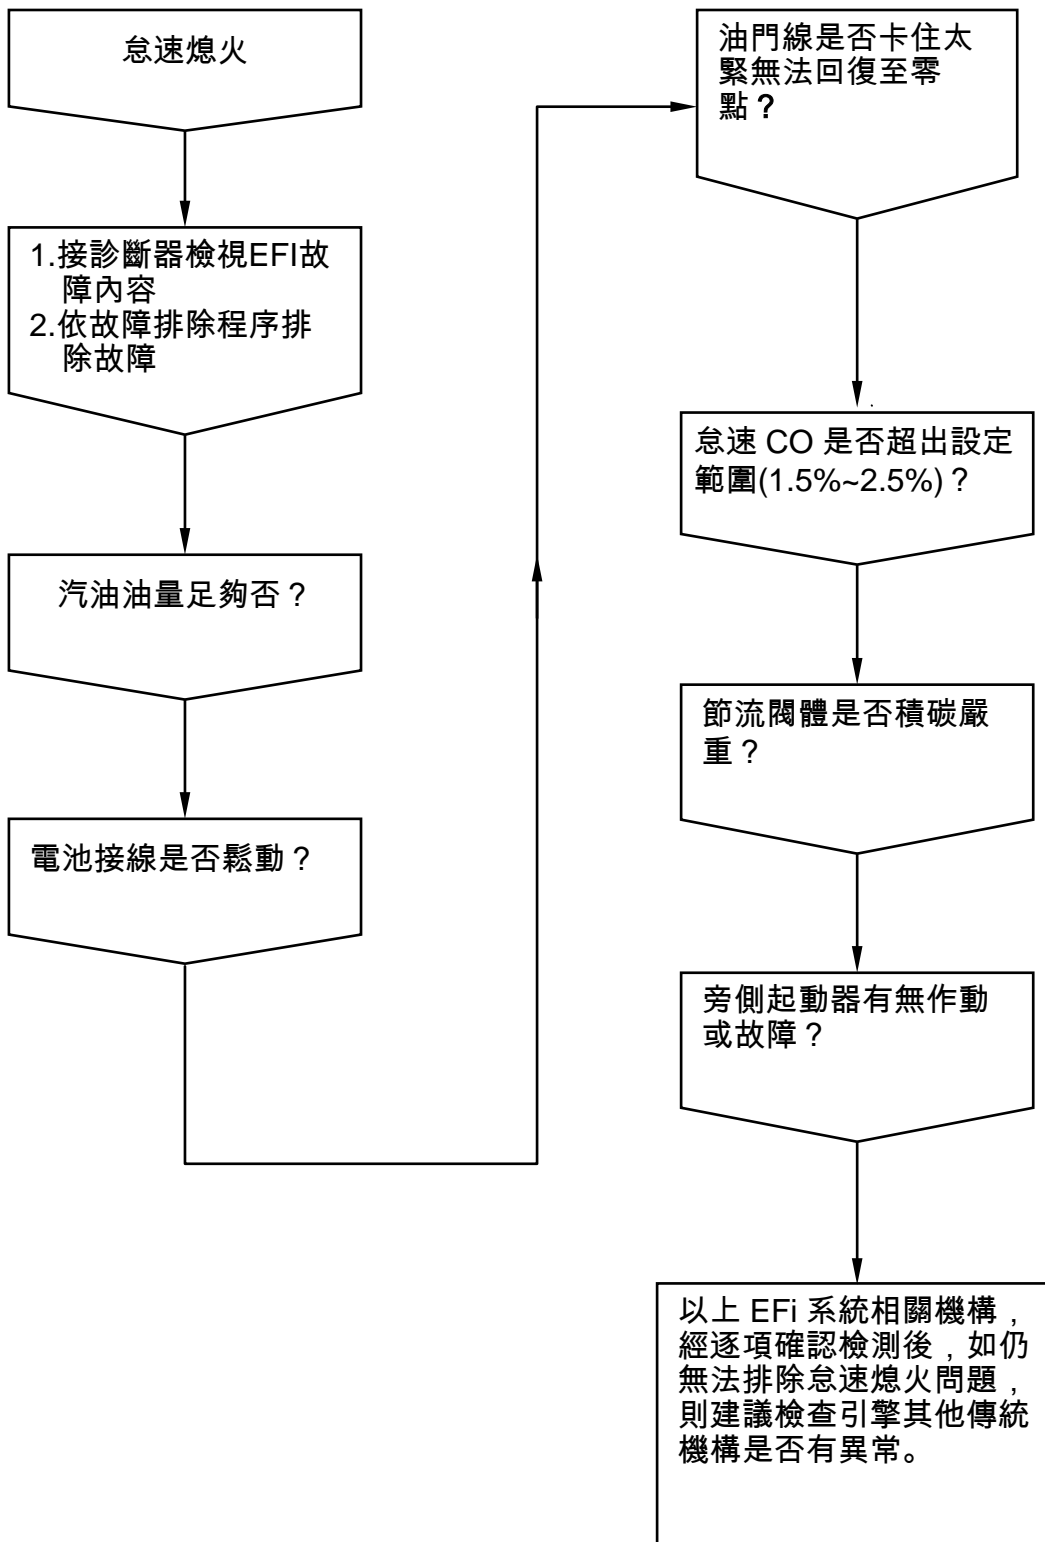 怠速熄火
1.接診斷器檢視EFI故
障內容
2.依故障排除程序排
除故障
汽油油量足夠否？
電池接線是否鬆動？
油門線是否卡住太
緊無法回復至零
點？
怠速 CO 是否超出設定
範圍(1.5%~2.5%)？
節流閥體是否積碳嚴
重？
旁側起動器有無作動
或故障？
以上 EFi 系統相關機構，
經逐項確認檢測後，如仍
無法排除怠速熄火問題，
則建議檢查引擎其他傳統
機構是否有異常。